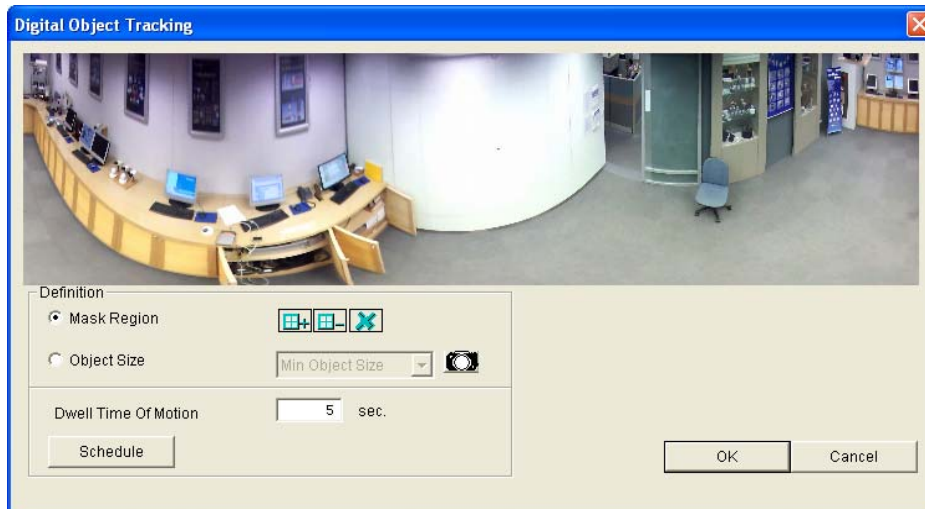 Digital Object Tracking
Definition
Mask Region
Object Size
Min Object Size
Dwell Time Of Motion 5 sec.
Schedule
OK Cancel